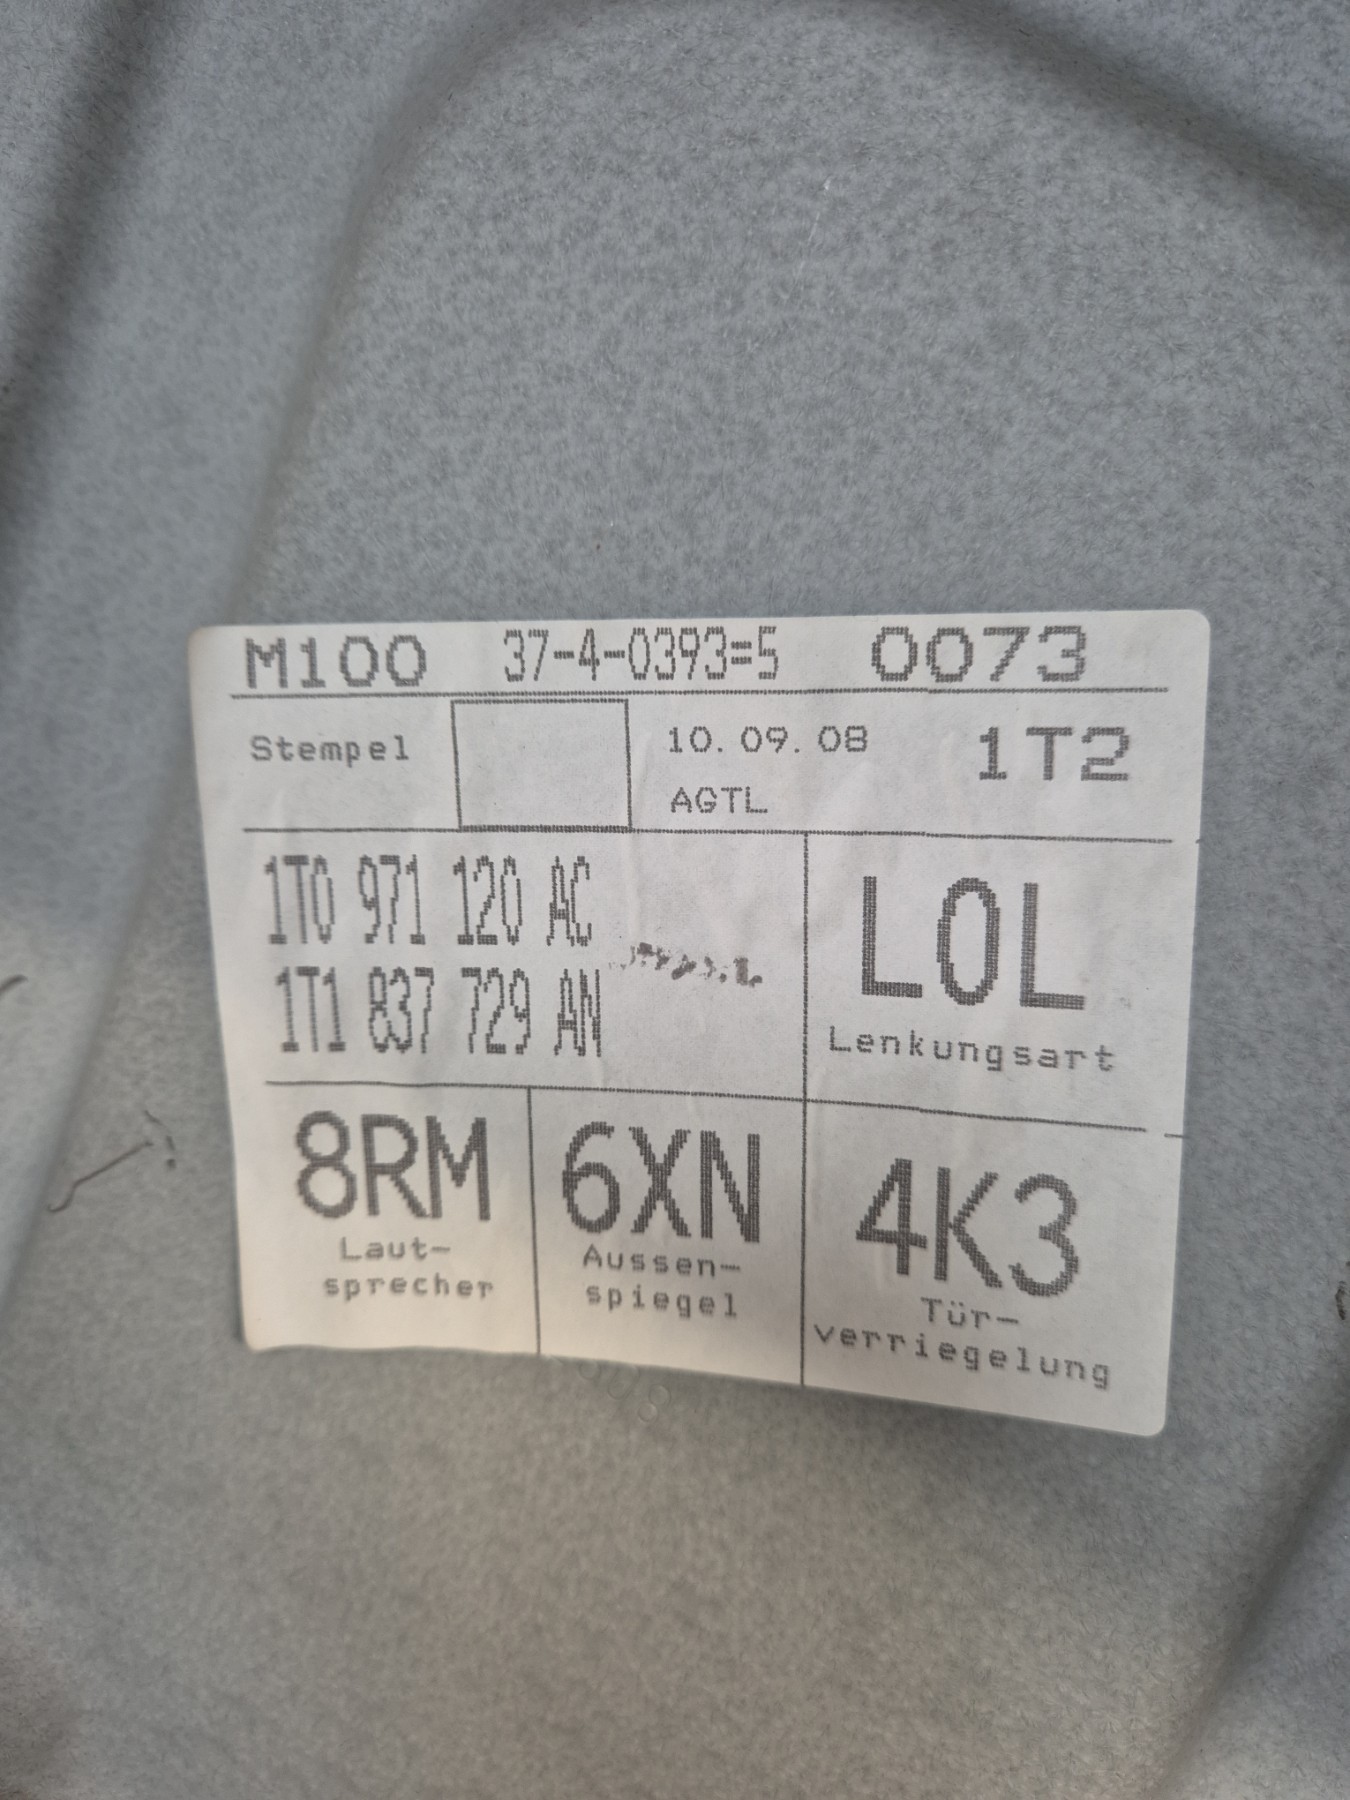 M100 37-4-0393=5 0073
Stempel 10.09.08 1T2
AGTL
1T0 971 120 AC
1T1 837 729 AN
L0L
Lenkungsart
8RM 6XN 4K3
Laut-
sprecher
Aussen-
spiegel
Tür-
verriegelung